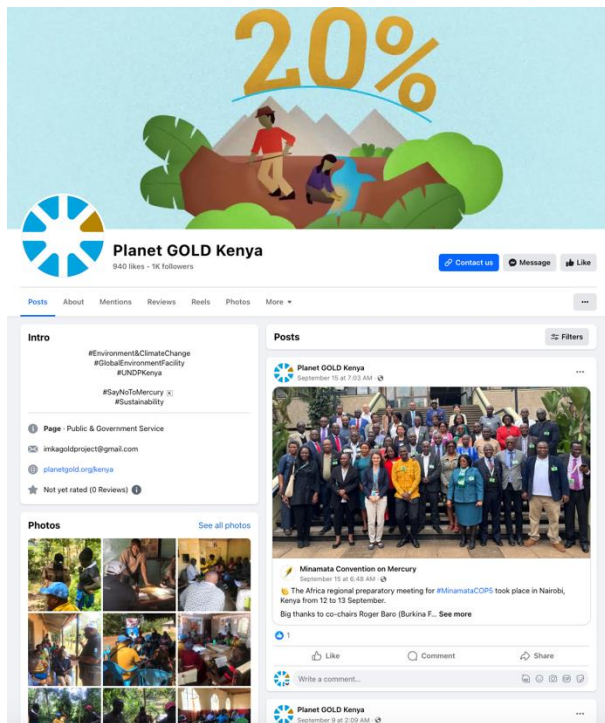 20%
Planet GOLD Kenya
940 likes • 1K followers
Contact us
Message
Like
Posts
About
Mentions
Reviews
Reels
Photos
More
Intro
#Environment&ClimateChange
#GlobalEnvironmentFacility
#UNDPKenya
#SayNoToMercury
#Sustainability
Page · Public & Government Service
imkagoldproject@gmail.com
planetgold.org/kenya
Not yet rated (0 Reviews)
Photos
See all photos
Posts
Filters
Planet GOLD Kenya
September 15 at 7:03 AM ·
Minamata Convention on Mercury
September 15 at 6:48 AM ·
The Africa regional preparatory meeting for #MinamataCOP5 took place in Nairobi,
Kenya from 12 to 13 September.
Big thanks to co-chairs Roger Baro (Burkina F... See more
1
Like
Comment
Share
Write a comment...
Planet GOLD Kenya
September 9 at 2:09 AM ·